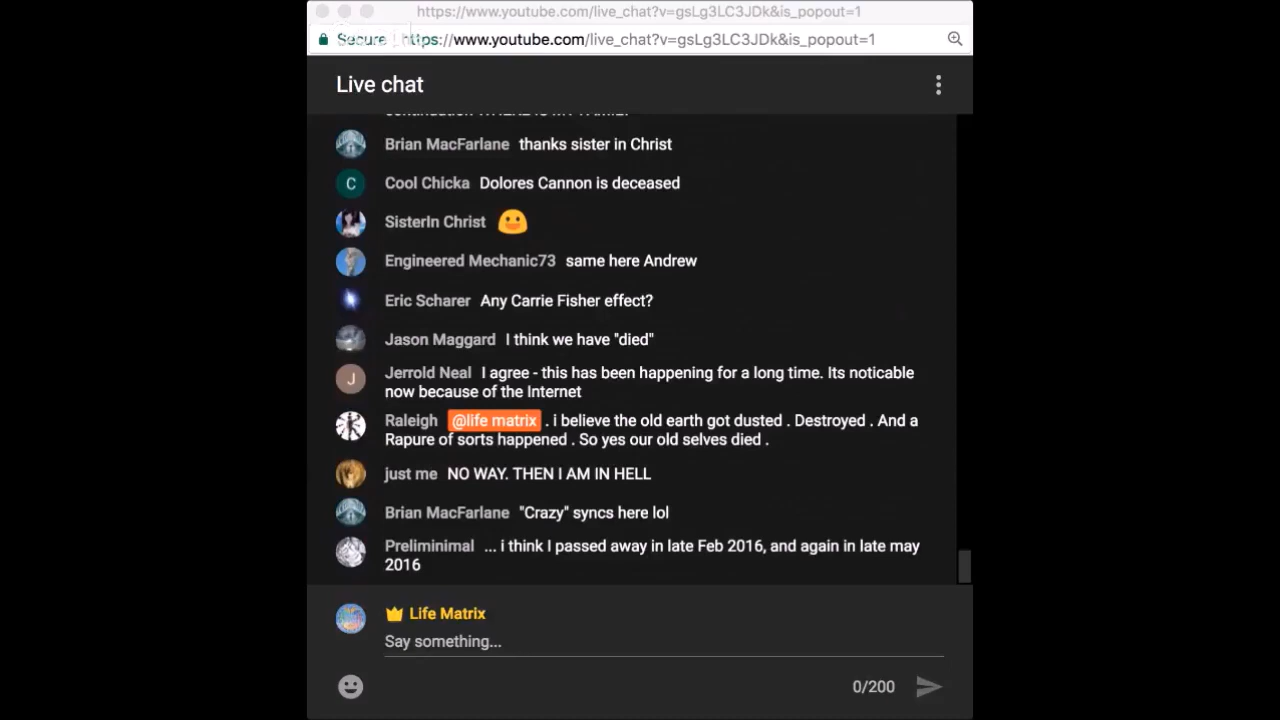 https://www.youtube.com/live_chat?v=gsLg3LC3JDk&is_popout=1
Secure https://www.youtube.com/live_chat?v=gsLg3LC3JDk&is_popout=1
Live chat
Brian MacFarlane thanks sister in Christ
C
Cool Chicka Dolores Cannon is deceased
SisterIn Christ
Engineered Mechanic73 same here Andrew
Eric Scharer Any Carrie Fisher effect?
Jason Maggard I think we have "died"
J
Jerrold Neal I agree - this has been happening for a long time. Its noticable
now because of the Internet
Raleigh @life matrix . i believe the old earth got dusted . Destroyed . And a
Rapure of sorts happened . So yes our old selves died .
just me NO WAY. THEN I AM IN HELL
Brian MacFarlane "Crazy" syncs here lol
Preliminimal ... i think I passed away in late Feb 2016, and again in late may
2016
Life Matrix
Say something...
0/200